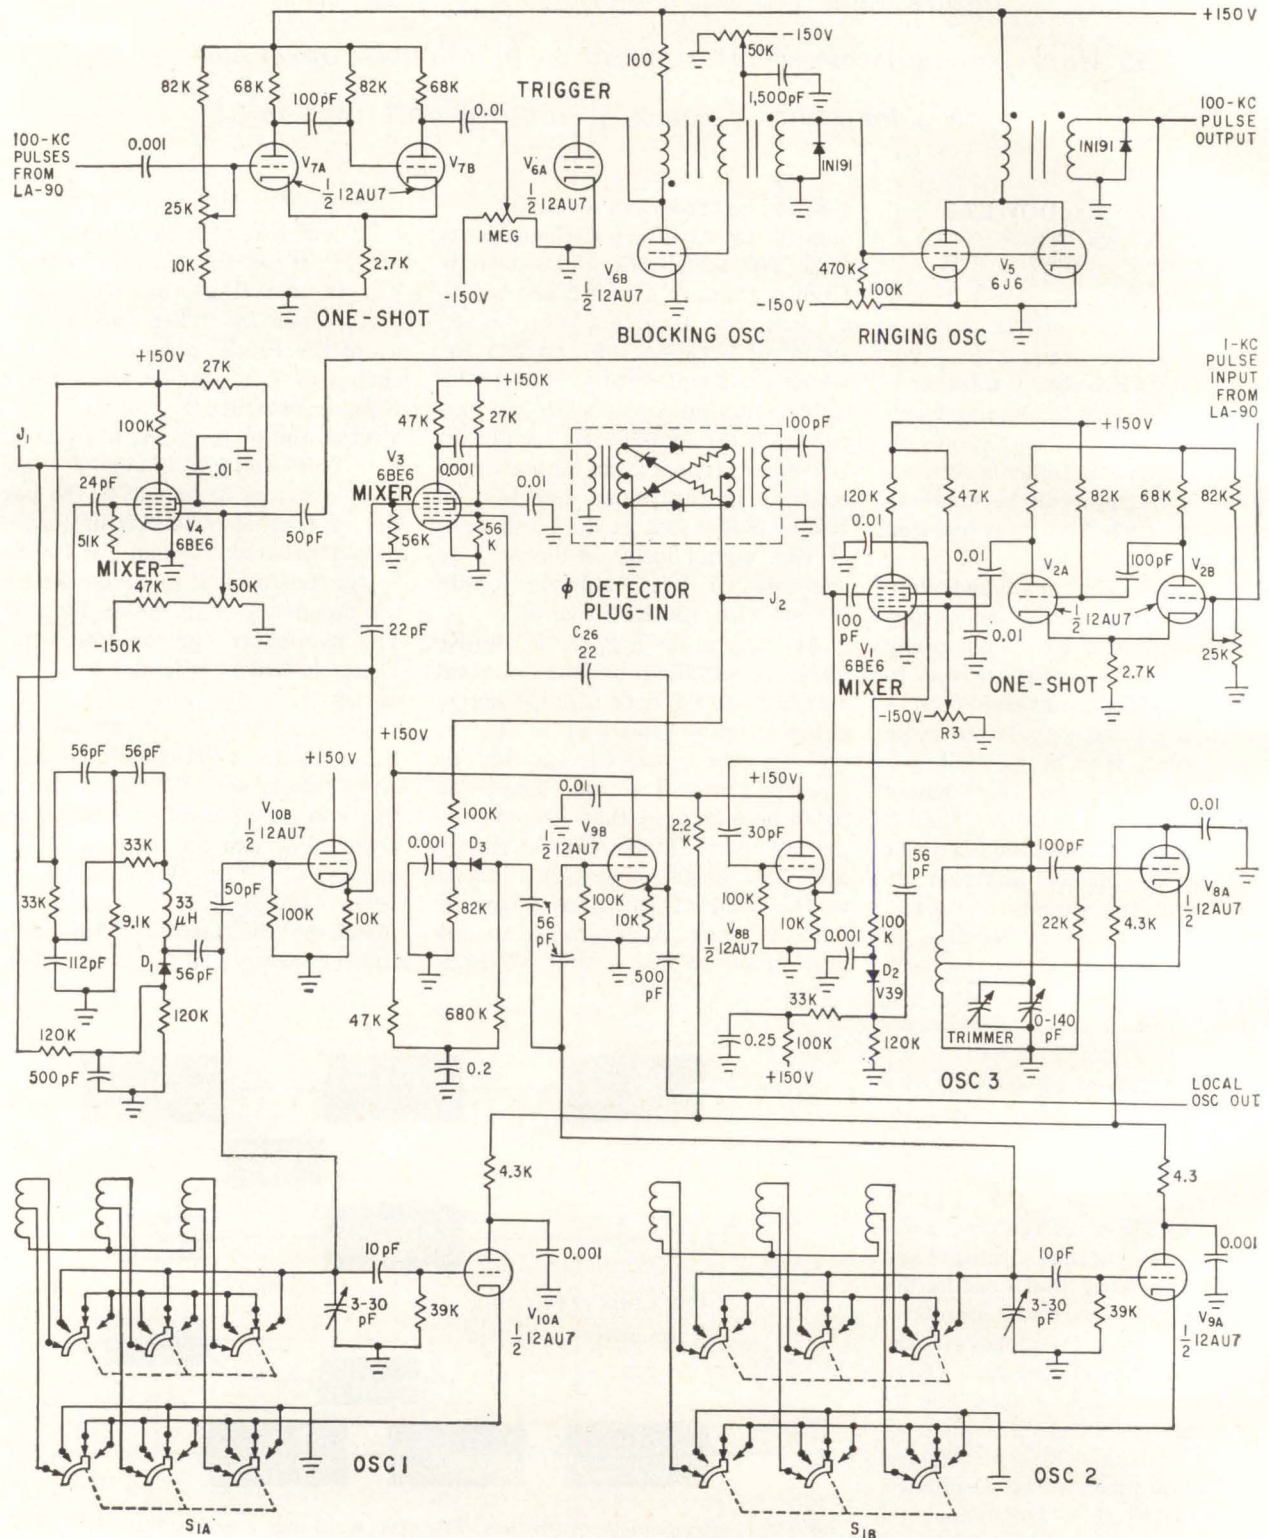 +150V
100
-150V
50K
82K
68K
82K
68K
100pF
0.01
TRIGGER
1,500pF
100-KC
PULSE
OUTPUT
100-KC
PULSES
FROM
LA-90
0.001
V7A
V7B
1/2 12AU7
V6A
1/2
12AU7
1N191
1N191
25K
1 MEG
10K
2.7K
-150V
V6B
1/2 12AU7
470K
100K
-150V
V5
6J6
ONE-SHOT
BLOCKING OSC
RINGING OSC
+150V
27K
+150K
1-KC
PULSE
INPUT
FROM
LA-90
J1
100K
47K
27K
100pF
+150V
.01
V3
6BE6
MIXER
0.001
0.01
120K
47K
82K
68K
82K
24pF
V4
6BE6
50pF
0.01
0.01
100pF
V2A
V2B
51K
56K
56
K
MIXER
ϕ DETECTOR
PLUG-IN
47K
50K
J2
100
pF
V1
6BE6
MIXER
1/2 12AU7
0.01
25K
-150K
22pF
C26
22
2.7K
ONE-SHOT
-150V
R3
56pF
56pF
+150V
+150V
+150V
V10B
1/2 12AU7
100K
0.01
V9B
1/2 12AU7
2.2
K
30pF
56
pF
100pF
0.01
33K
0.001
D3
V8A
1/2 12AU7
33K
9.1K
33
μH
50pF
100K
10K
82K
56
pF
100K
10K
100K
10K
V8B
1/2 12AU7
100
K
22K
4.3K
112pF
D1
56pF
500
pF
0.001
D2
V39
120K
120K
47K
680K
33K
0.25
100K
+150V
120K
TRIMMER
0-140
pF
500pF
0.2
OSC 3
LOCAL
OSC OUT
4.3K
4.3
10pF
0.001
10pF
0.001
3-30
pF
39K
V10A
1/2 12AU7
3-30
pF
39K
V9A
1/2 12AU7
OSC 1
OSC 2
S1A
S1B